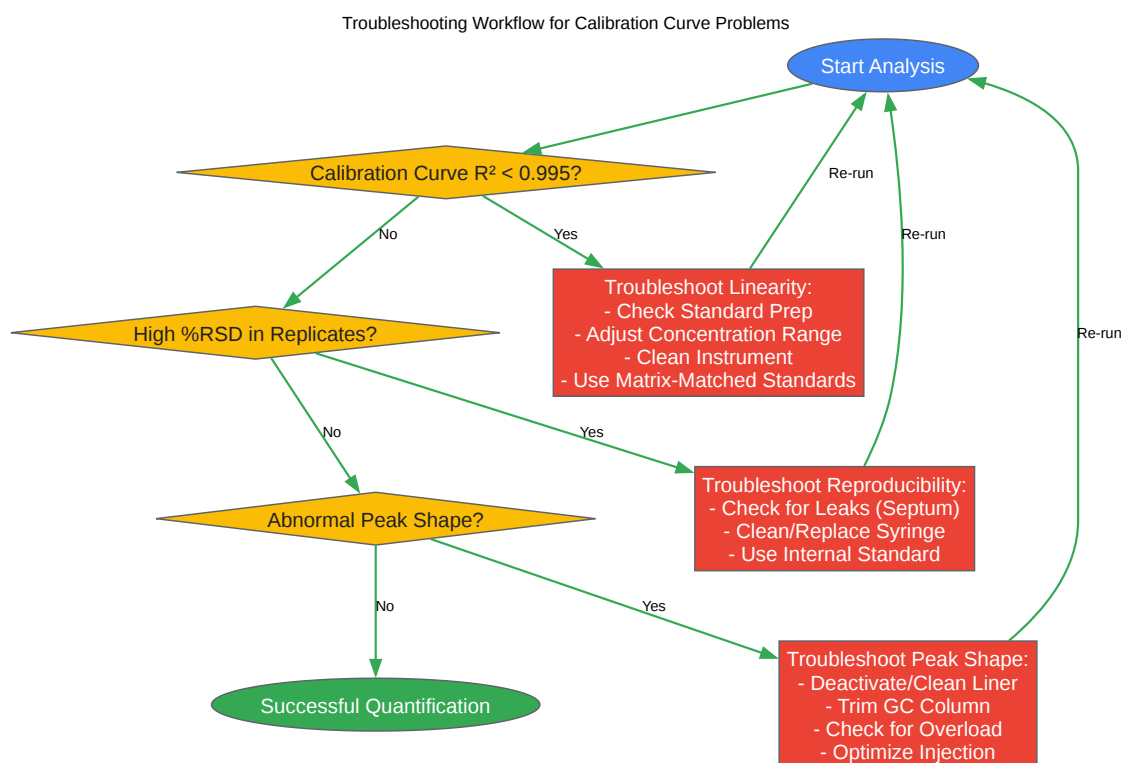 Troubleshooting Workflow for Calibration Curve Problems
Start Analysis
Calibration Curve R² < 0.995?
Re-run
No
Yes
Re-run
Troubleshoot Linearity:
- Check Standard Prep
- Adjust Concentration Range
- Clean Instrument
- Use Matrix-Matched Standards
High %RSD in Replicates?
Re-run
No
Yes
Troubleshoot Reproducibility:
- Check for Leaks (Septum)
- Clean/Replace Syringe
- Use Internal Standard
Abnormal Peak Shape?
No
Yes
Troubleshoot Peak Shape:
- Deactivate/Clean Liner
- Trim GC Column
- Check for Overload
- Optimize Injection
Successful Quantification